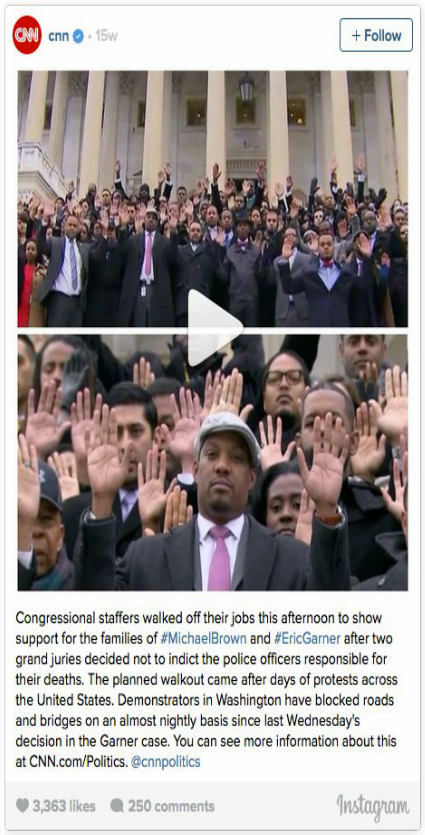 CNN cnn • 15w + Follow
Congressional staffers walked off their jobs this afternoon to show
support for the families of #MichaelBrown and #EricGarner after two
grand juries decided not to indict the police officers responsible for
their deaths. The planned walkout came after days of protests across
the United States. Demonstrators in Washington have blocked roads
and bridges on an almost nightly basis since last Wednesday's
decision in the Garner case. You can see more information about this
at CNN.com/Politics. @cnnpolitics
3,363 likes 250 comments Instagram